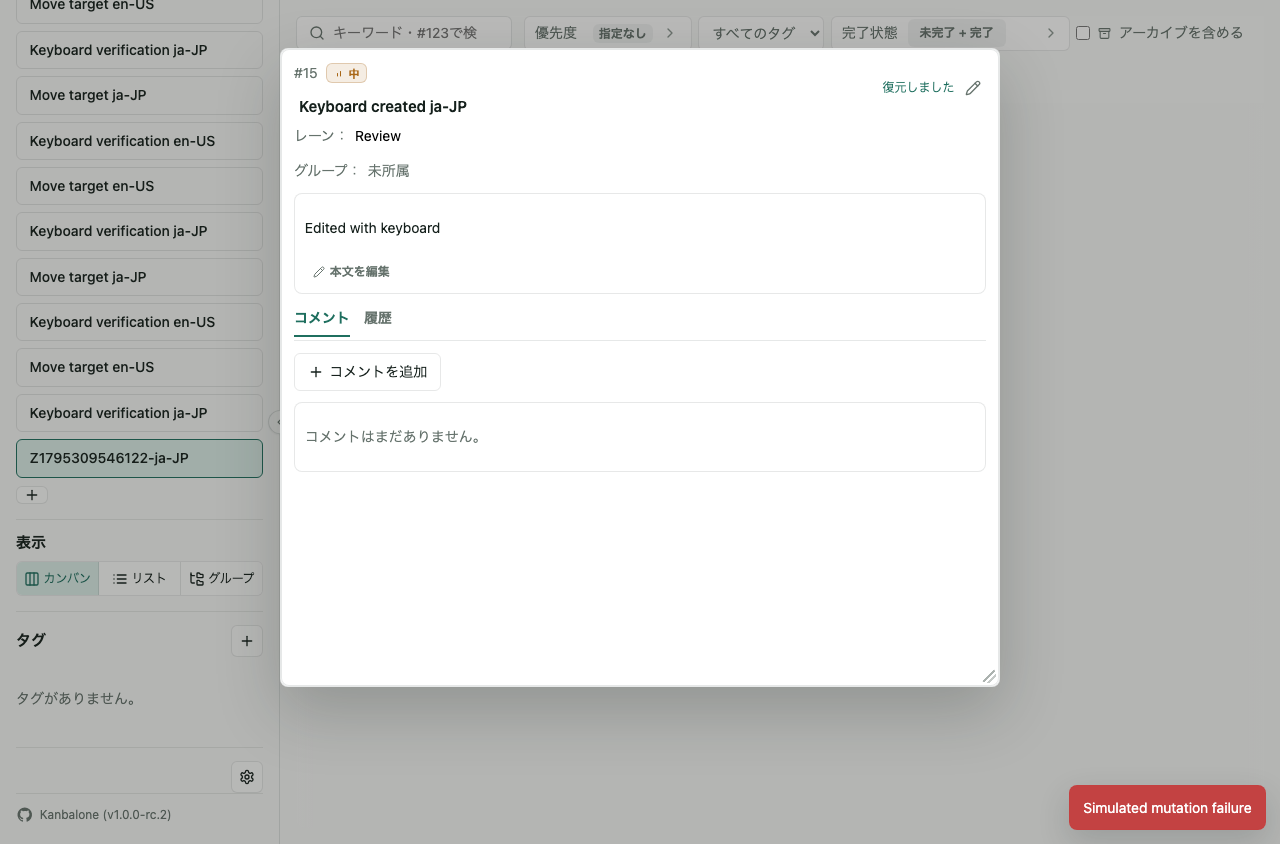 Move target en-US
Keyboard verification ja-JP
Move target ja-JP
Keyboard verification en-US
Move target en-US
Keyboard verification ja-JP
Move target ja-JP
Keyboard verification en-US
Move target en-US
Keyboard verification ja-JP
Z1795309546122-ja-JP
表示
カンバン
リスト
グループ
タグ
タグがありません。
Kanbalone (v1.0.0-rc.2)
キーワード・#123で検
優先度
指定なし
すべてのタグ
完了状態
未完了 + 完了
アーカイブを含める
#15
中
復元しました
Keyboard created ja-JP
レーン： Review
グループ： 未所属
Edited with keyboard
本文を編集
コメント
履歴
コメントを追加
コメントはまだありません。
Simulated mutation failure